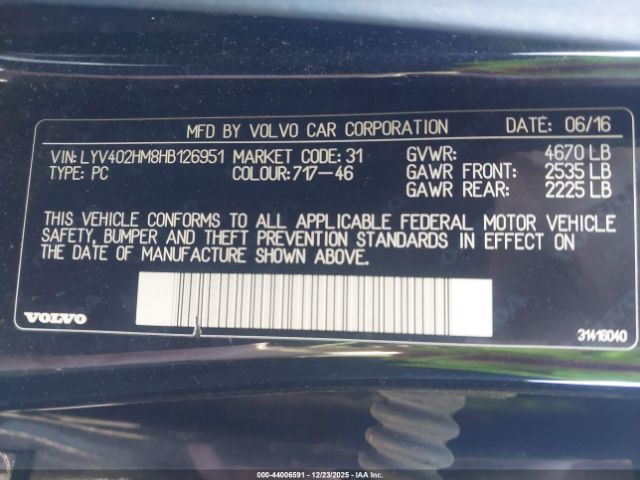 MFD BY VOLVO CAR CORPORATION DATE: 06/16
VIN: LYV402HM8HB126951 MARKET CODE: 31 GVWR: 4670 LB
TYPE: PC COLOUR: 717-46 GAWR FRONT: 2535 LB
GAWR REAR: 2225 LB
THIS VEHICLE CONFORMS TO ALL APPLICABLE FEDERAL MOTOR VEHICLE
SAFETY, BUMPER AND THEFT PREVENTION STANDARDS IN EFFECT ON
THE DATE OF MANUFACTURE SHOWN ABOVE.
VOLVO 31416040
000-44006591 - 12/23/2025 - IAA Inc.